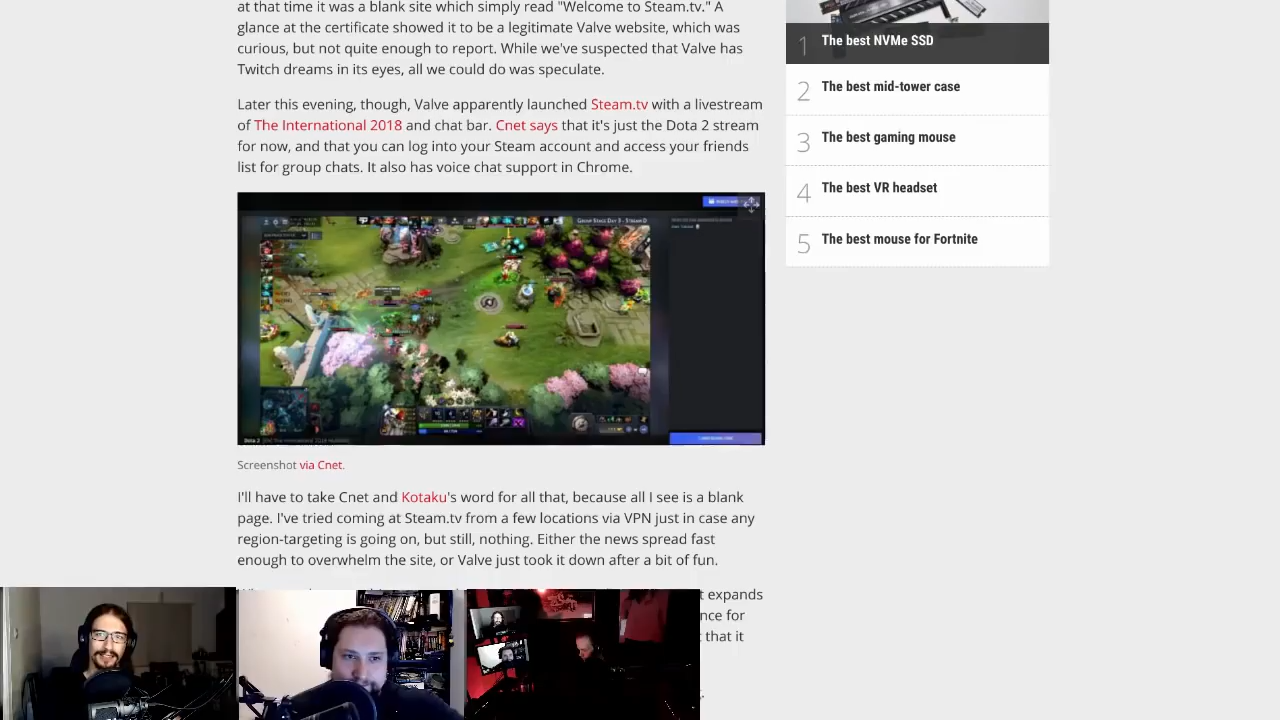 at that time it was a blank site which simply read "Welcome to Steam.tv." A
glance at the certificate showed it to be a legitimate Valve website, which was
curious, but not quite enough to report. While we've suspected that Valve has
Twitch dreams in its eyes, all we could do was speculate.
Later this evening, though, Valve apparently launched Steam.tv with a livestream
of The International 2018 and chat bar. Cnet says that it's just the Dota 2 stream
for now, and that you can log into your Steam account and access your friends
list for group chats. It also has voice chat support in Chrome.
Group Stage Day 3 - Stream D
Dota 2
Screenshot via Cnet.
I'll have to take Cnet and Kotaku's word for all that, because all I see is a blank
page. I've tried coming at Steam.tv from a few locations via VPN just in case any
region-targeting is going on, but still, nothing. Either the news spread fast
enough to overwhelm the site, or Valve just took it down after a bit of fun.
t expands
nce for
that it
1 The best NVMe SSD
2 The best mid-tower case
3 The best gaming mouse
4 The best VR headset
5 The best mouse for Fortnite